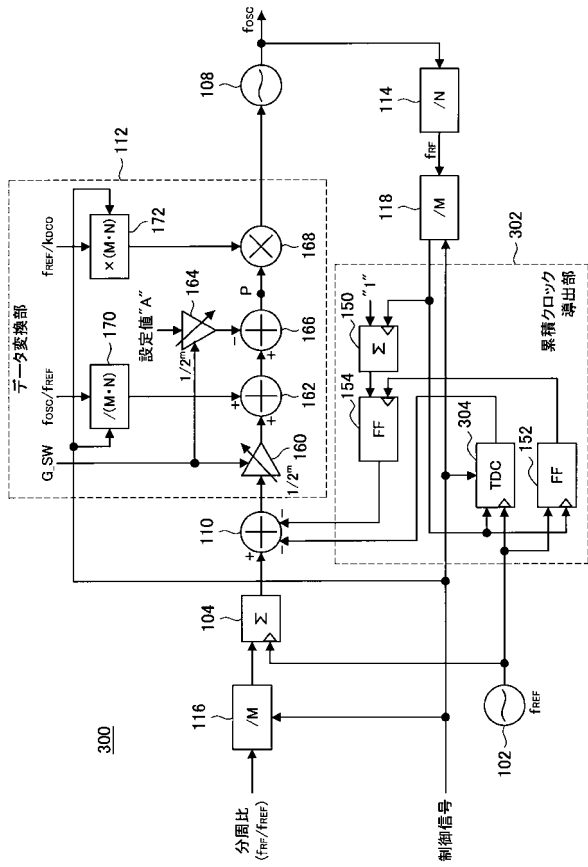 300
分周比
(fRF/fREF)
制御信号
116
/M
104
Σ
102
fREF
110
+
−
−
データ変換部
112
G_SW
fOSC/fREF
fREF/kDCO
170
/(M・N)
172
×(M・N)
160
1/2m
162
+
+
164
1/2m
設定値"A"
166
−
+
P
168
108
fOSC
114
/N
fRF
118
/M
302
累積クロック
導出部
150
Σ
"1"
154
FF
304
TDC
152
FF